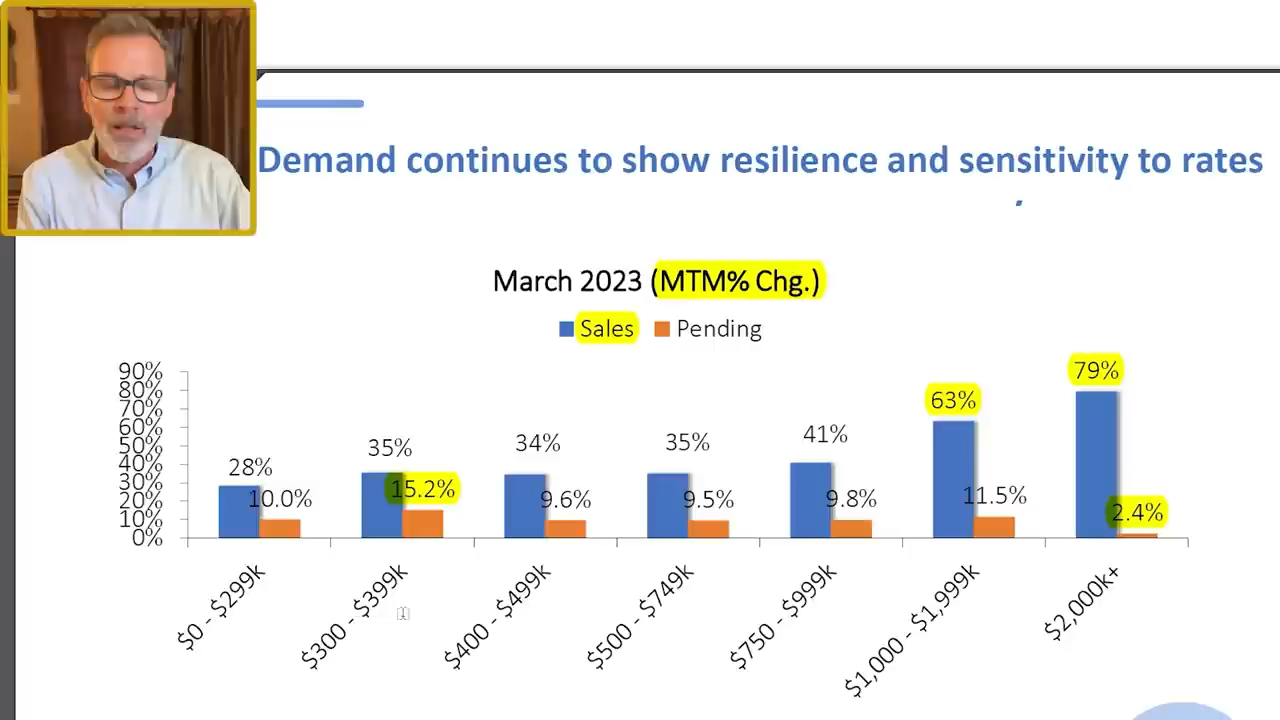 Demand continues to show resilience and sensitivity to rates
March 2023 (MTM% Chg.)
Sales Pending
90%
80%
70%
60%
50%
40%
30%
20%
10%
0%
28% 35% 34% 35% 41% 63% 79%
10.0% 15.2% 9.6% 9.5% 9.8% 11.5% 2.4%
$0 - $299k
$300 - $399k
$400 - $499k
$500 - $749k
$750 - $999k
$1,000 - $1,999k
$2,000k+